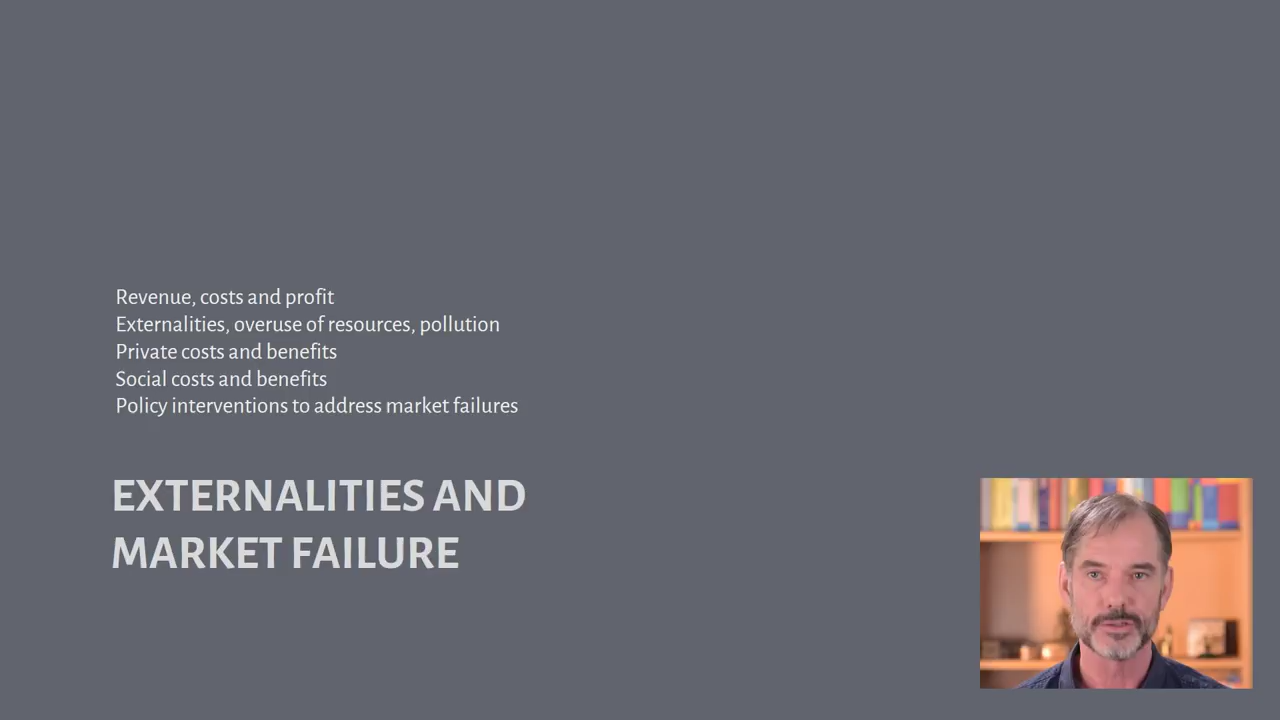 Revenue, costs and profit
Externalities, overuse of resources, pollution
Private costs and benefits
Social costs and benefits
Policy interventions to address market failures
EXTERNALITIES AND
MARKET FAILURE